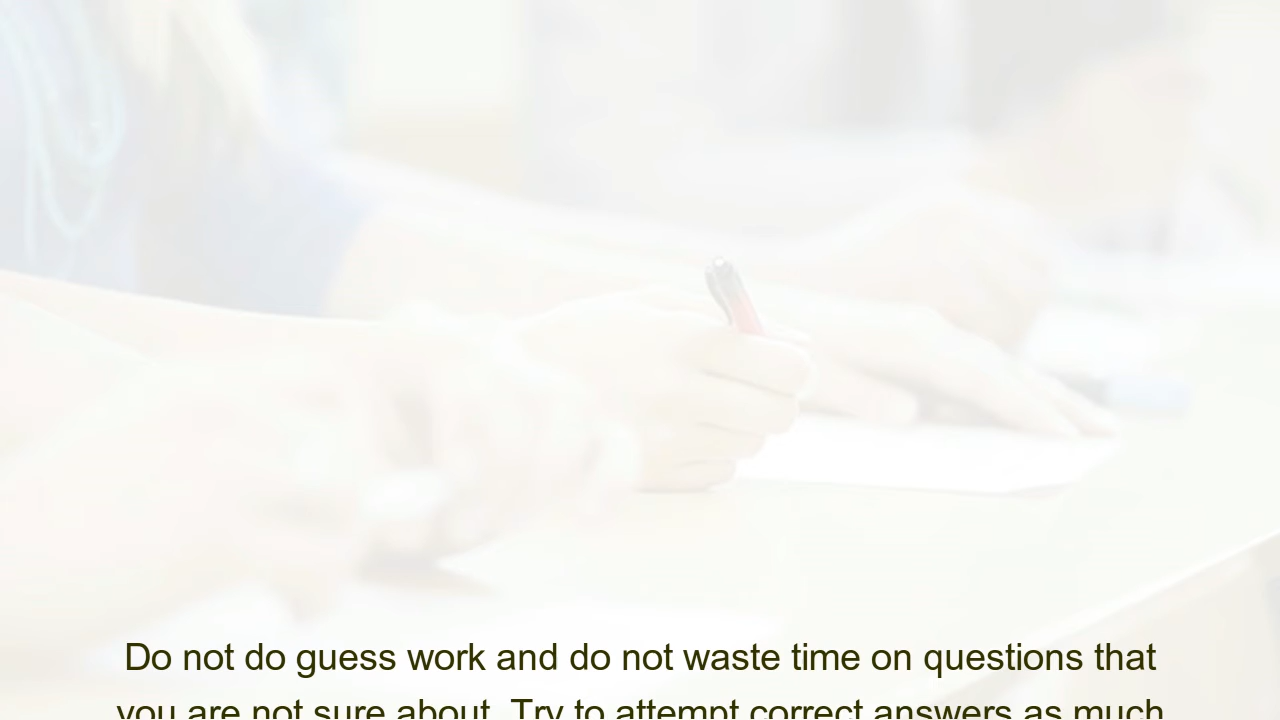 Do not do guess work and do not waste time on questions that
you are not sure about. Try to attempt correct answers as much